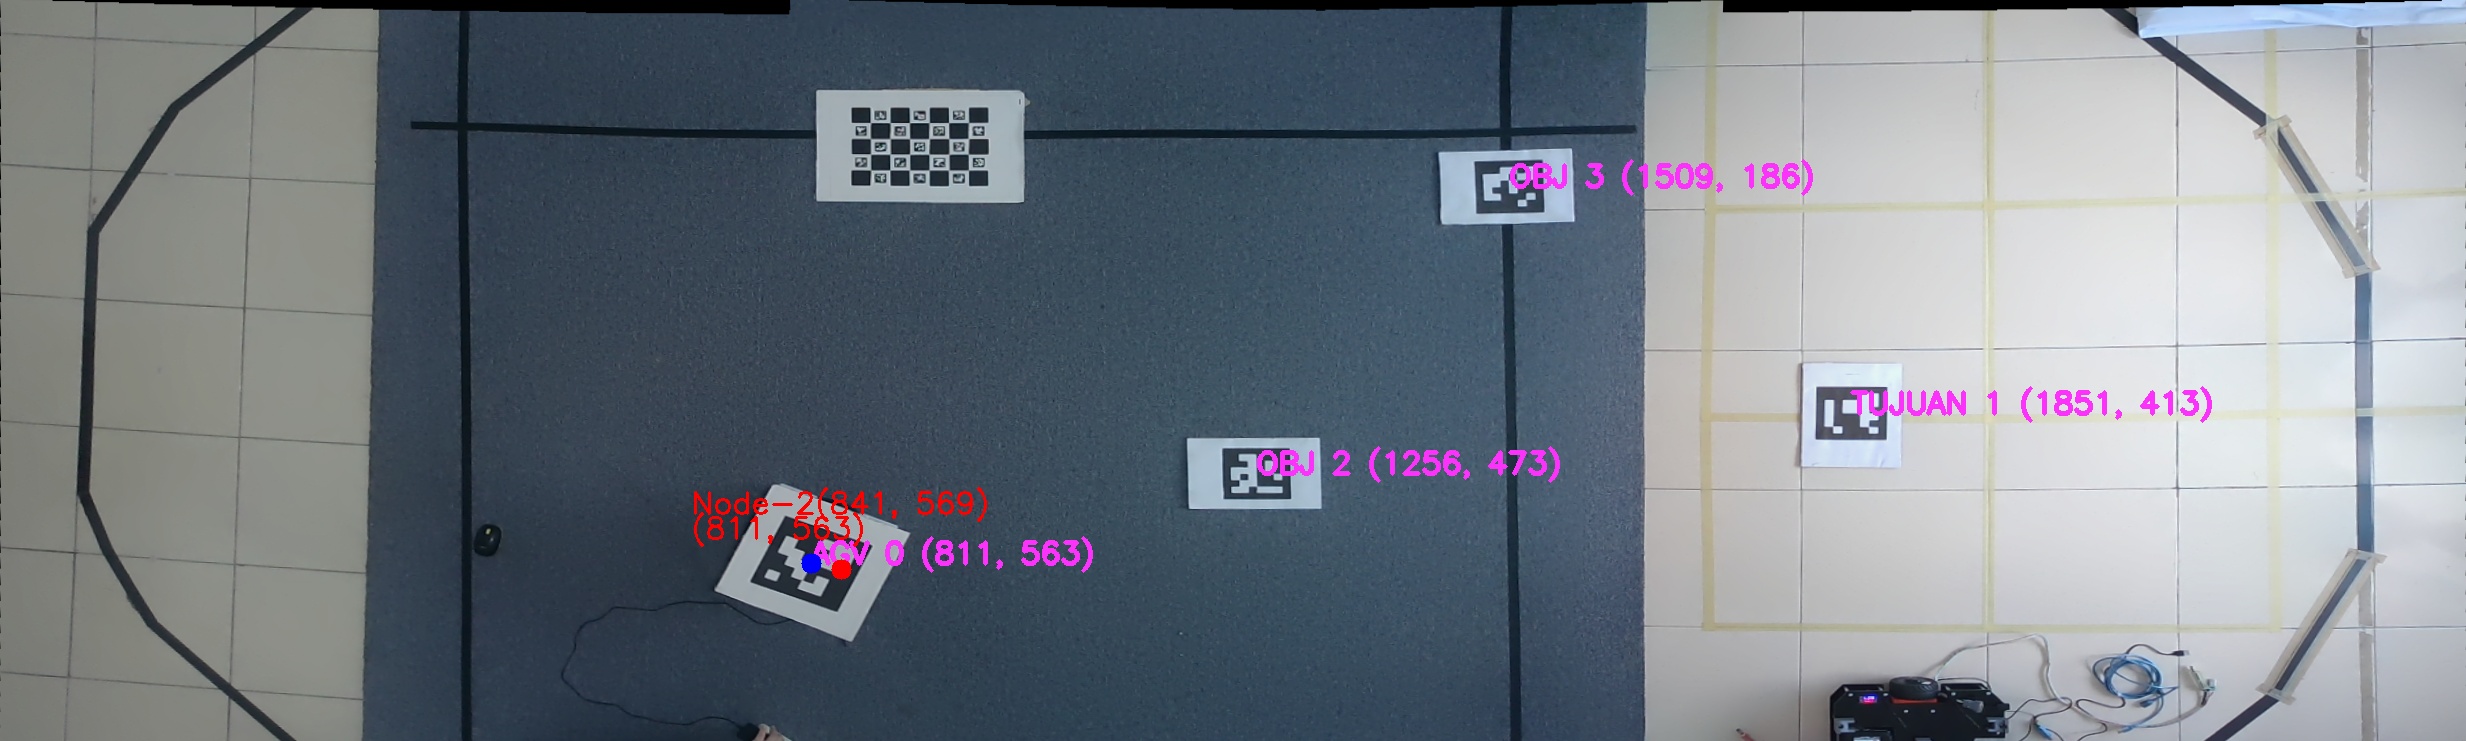 OBJ 3 (1509, 186)
TUJUAN 1 (1851, 413)
OBJ 2 (1256, 473)
Node-2(841, 569)
(811, 563)
AGV 0 (811, 563)